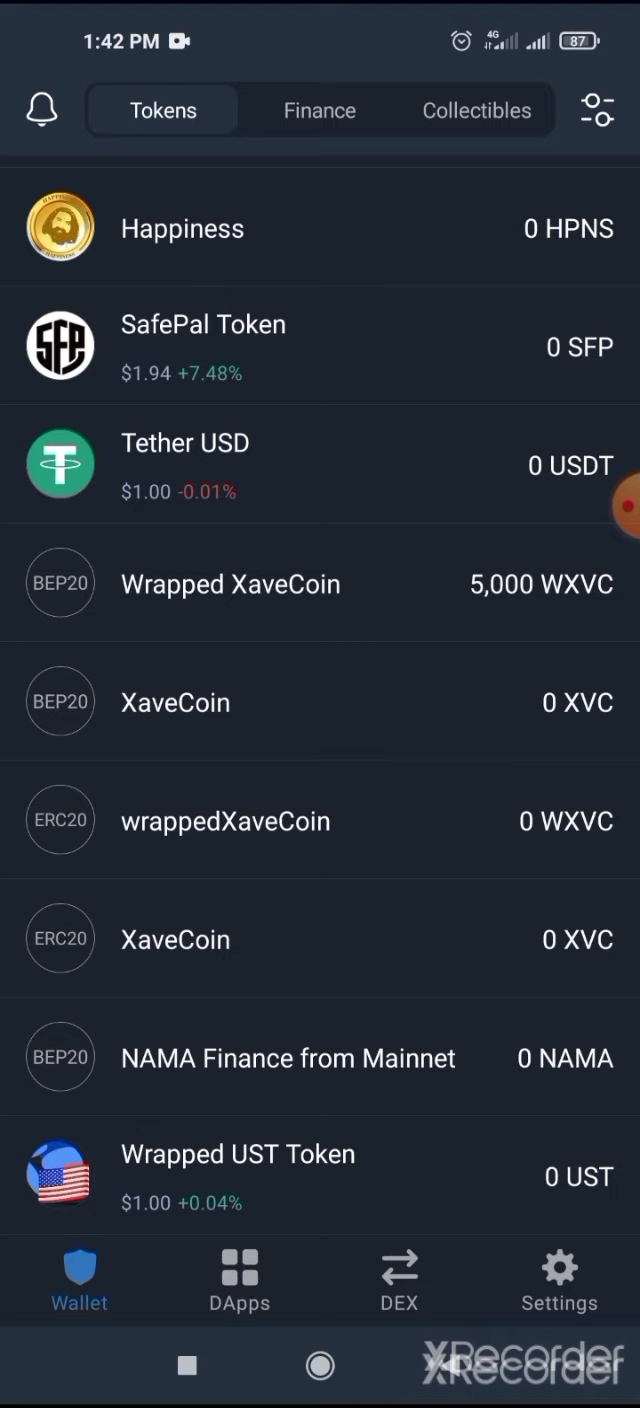 1:42 PM
4G
87
Tokens
Finance
Collectibles
HAPPINESS
Happiness
0 HPNS
SFP
SafePal Token
$1.94 +7.48%
0 SFP
Tether USD
$1.00 -0.01%
0 USDT
BEP20
Wrapped XaveCoin
5,000 WXVC
BEP20
XaveCoin
0 XVC
ERC20
wrappedXaveCoin
0 WXVC
ERC20
XaveCoin
0 XVC
BEP20
NAMA Finance from Mainnet
0 NAMA
Wrapped UST Token
$1.00 +0.04%
0 UST
Wallet
DApps
DEX
Settings
XRecorder